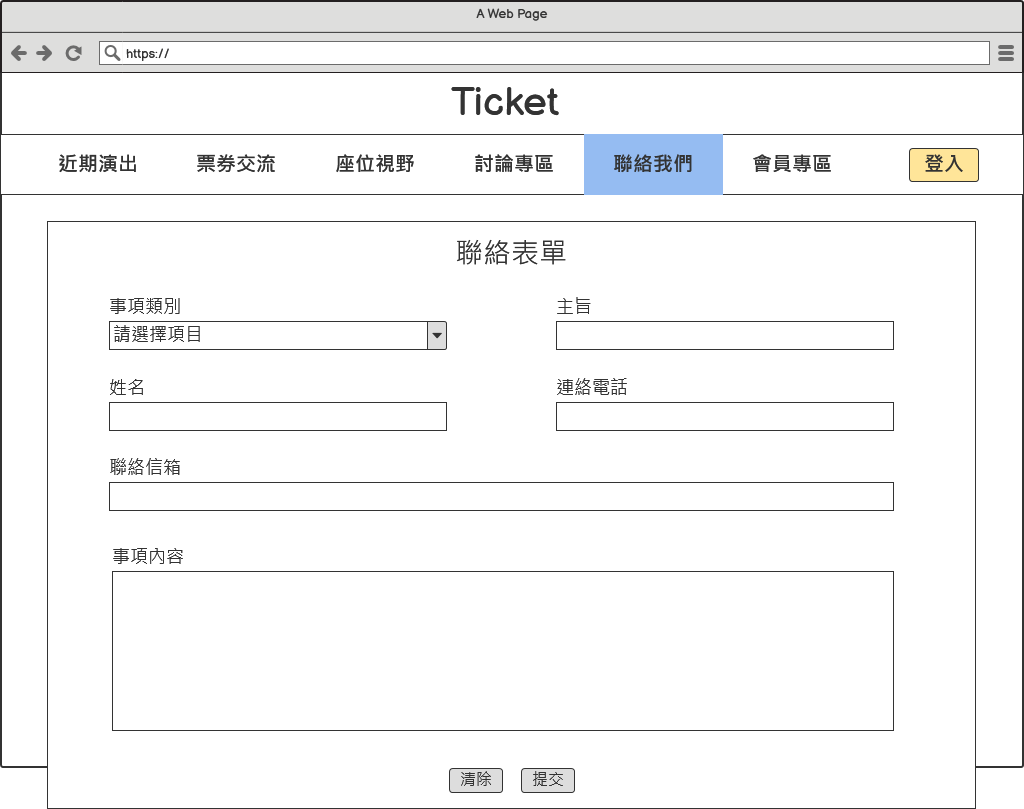 A Web Page
https://
Ticket
近期演出 票券交流 座位視野 討論專區 聯絡我們 會員專區 登入
聯絡表單
事項類別 主旨
請選擇項目
姓名 連絡電話
聯絡信箱
事項內容
清除 提交